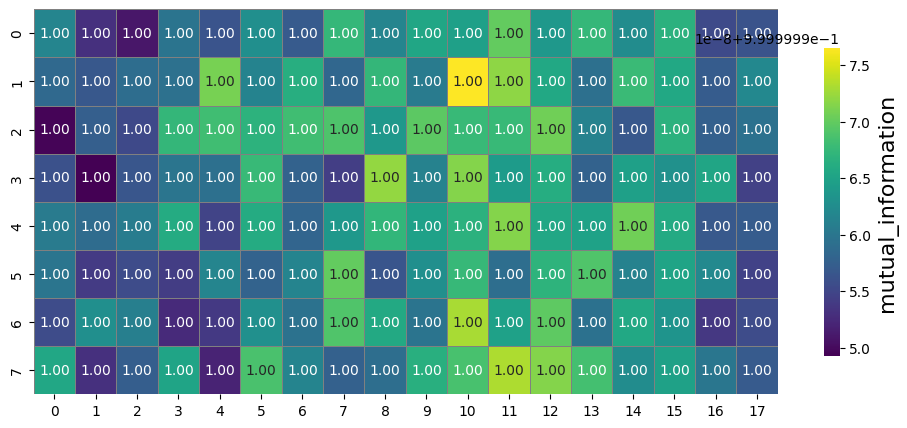 1e−8+9.999999e−1
0 1.00 1.00 1.00 1.00 1.00 1.00 1.00 1.00 1.00 1.00 1.00 1.00 1.00 1.00 1.00 1.00 1.00 1.00
1 1.00 1.00 1.00 1.00 1.00 1.00 1.00 1.00 1.00 1.00 1.00 1.00 1.00 1.00 1.00 1.00 1.00 1.00
2 1.00 1.00 1.00 1.00 1.00 1.00 1.00 1.00 1.00 1.00 1.00 1.00 1.00 1.00 1.00 1.00 1.00 1.00
3 1.00 1.00 1.00 1.00 1.00 1.00 1.00 1.00 1.00 1.00 1.00 1.00 1.00 1.00 1.00 1.00 1.00 1.00
4 1.00 1.00 1.00 1.00 1.00 1.00 1.00 1.00 1.00 1.00 1.00 1.00 1.00 1.00 1.00 1.00 1.00 1.00
5 1.00 1.00 1.00 1.00 1.00 1.00 1.00 1.00 1.00 1.00 1.00 1.00 1.00 1.00 1.00 1.00 1.00 1.00
6 1.00 1.00 1.00 1.00 1.00 1.00 1.00 1.00 1.00 1.00 1.00 1.00 1.00 1.00 1.00 1.00 1.00 1.00
7 1.00 1.00 1.00 1.00 1.00 1.00 1.00 1.00 1.00 1.00 1.00 1.00 1.00 1.00 1.00 1.00 1.00 1.00
0 1 2 3 4 5 6 7 8 9 10 11 12 13 14 15 16 17
7.5
7.0
6.5
6.0
5.5
5.0
mutual_information